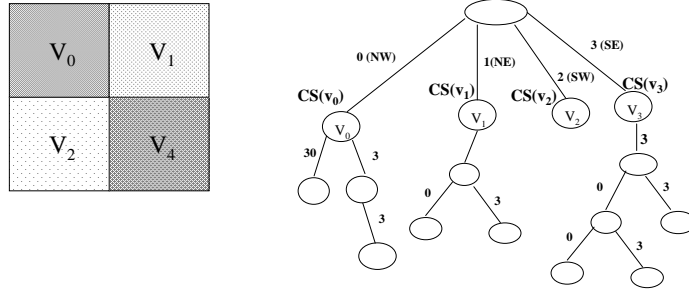 V0 V1
V2 V4
0 (NW)
1(NE)
2 (SW)
3 (SE)
CS(v0)
CS(v1)
CS(v2)
CS(v3)
V0
V1
V2
V3
30
3
3
0
3
3
0
3
0
3